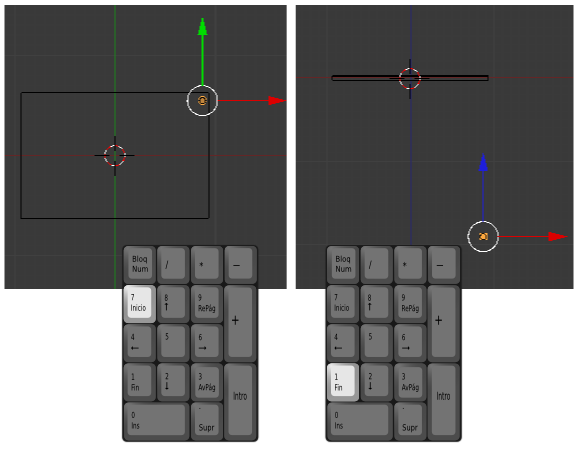 Bloq
Num
/
*
−
7
Inicio
8
↑
9
RePág
+
4
←
5
6
→
1
Fin
2
↓
3
AvPág
Intro
0
Ins
.
Supr
Bloq
Num
/
*
−
7
Inicio
8
↑
9
RePág
+
4
←
5
6
→
1
Fin
2
↓
3
AvPág
Intro
0
Ins
.
Supr